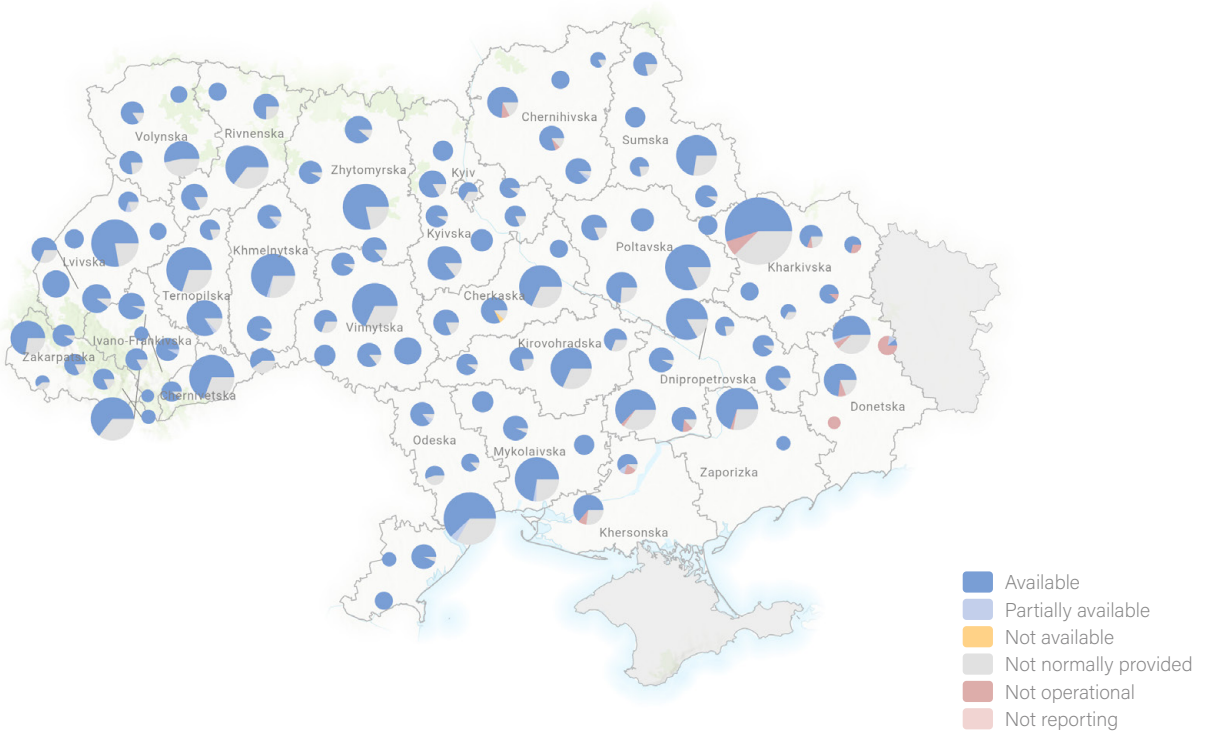 Chernihivska
Volynska
Rivnenska
Sumska
Zhytomyrska
Kyiv
Kyivska
Poltavska
Khmelnytska
Lvivska
Kharkivska
Ternopilska
Cherkaska
Vinnytska
Ivano-Frankivska
Kirovohradska
Zakarpatska
Dnipropetrovska
Chernivetska
Donetska
Odeska
Mykolaivska
Zaporizka
Khersonska
Available
Partially available
Not available
Not normally provided
Not operational
Not reporting